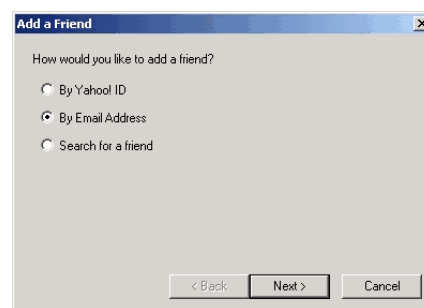 Add a Friend
How would you like to add a friend?
By Yahoo! ID
By Email Address
Search for a friend
< Back Next > Cancel